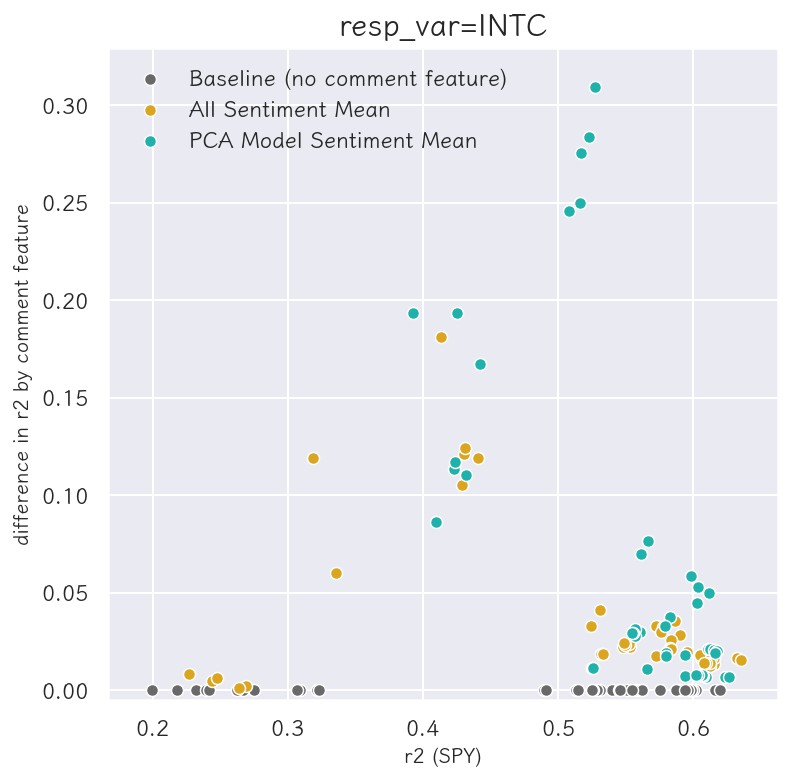 resp_var=INTC
Baseline (no comment feature)
All Sentiment Mean
PCA Model Sentiment Mean
difference in r2 by comment feature
0.30
0.25
0.20
0.15
0.10
0.05
0.00
0.2 0.3 0.4 0.5 0.6
r2 (SPY)